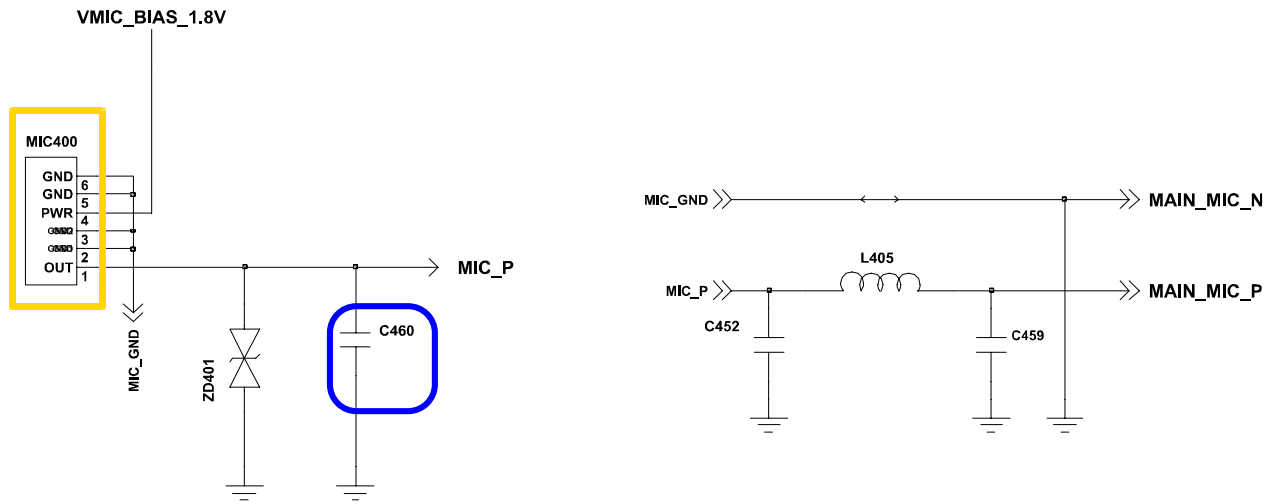 VMIC_BIAS_1.8V
MIC400
GND
6
GND
5
PWR
4
3
2
OUT
1
MIC_P
MIC_GND
ZD401
C460
MIC_GND
MAIN_MIC_N
L405
MIC_P
MAIN_MIC_P
C452
C459